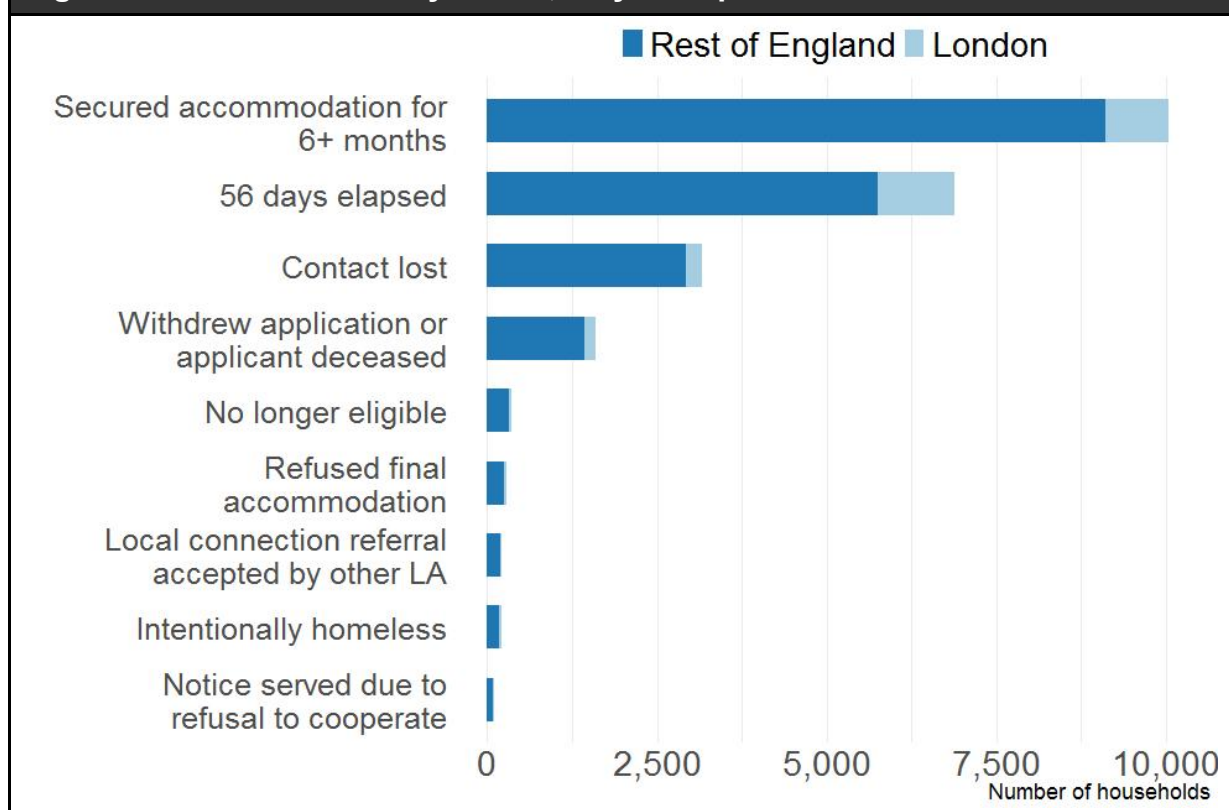 Rest of England London
Secured accommodation for
6+ months
56 days elapsed
Contact lost
Withdrew application or
applicant deceased
No longer eligible
Refused final
accommodation
Local connection referral
accepted by other LA
Intentionally homeless
Notice served due to
refusal to cooperate
0 2,500 5,000 7,500 10,000
Number of households